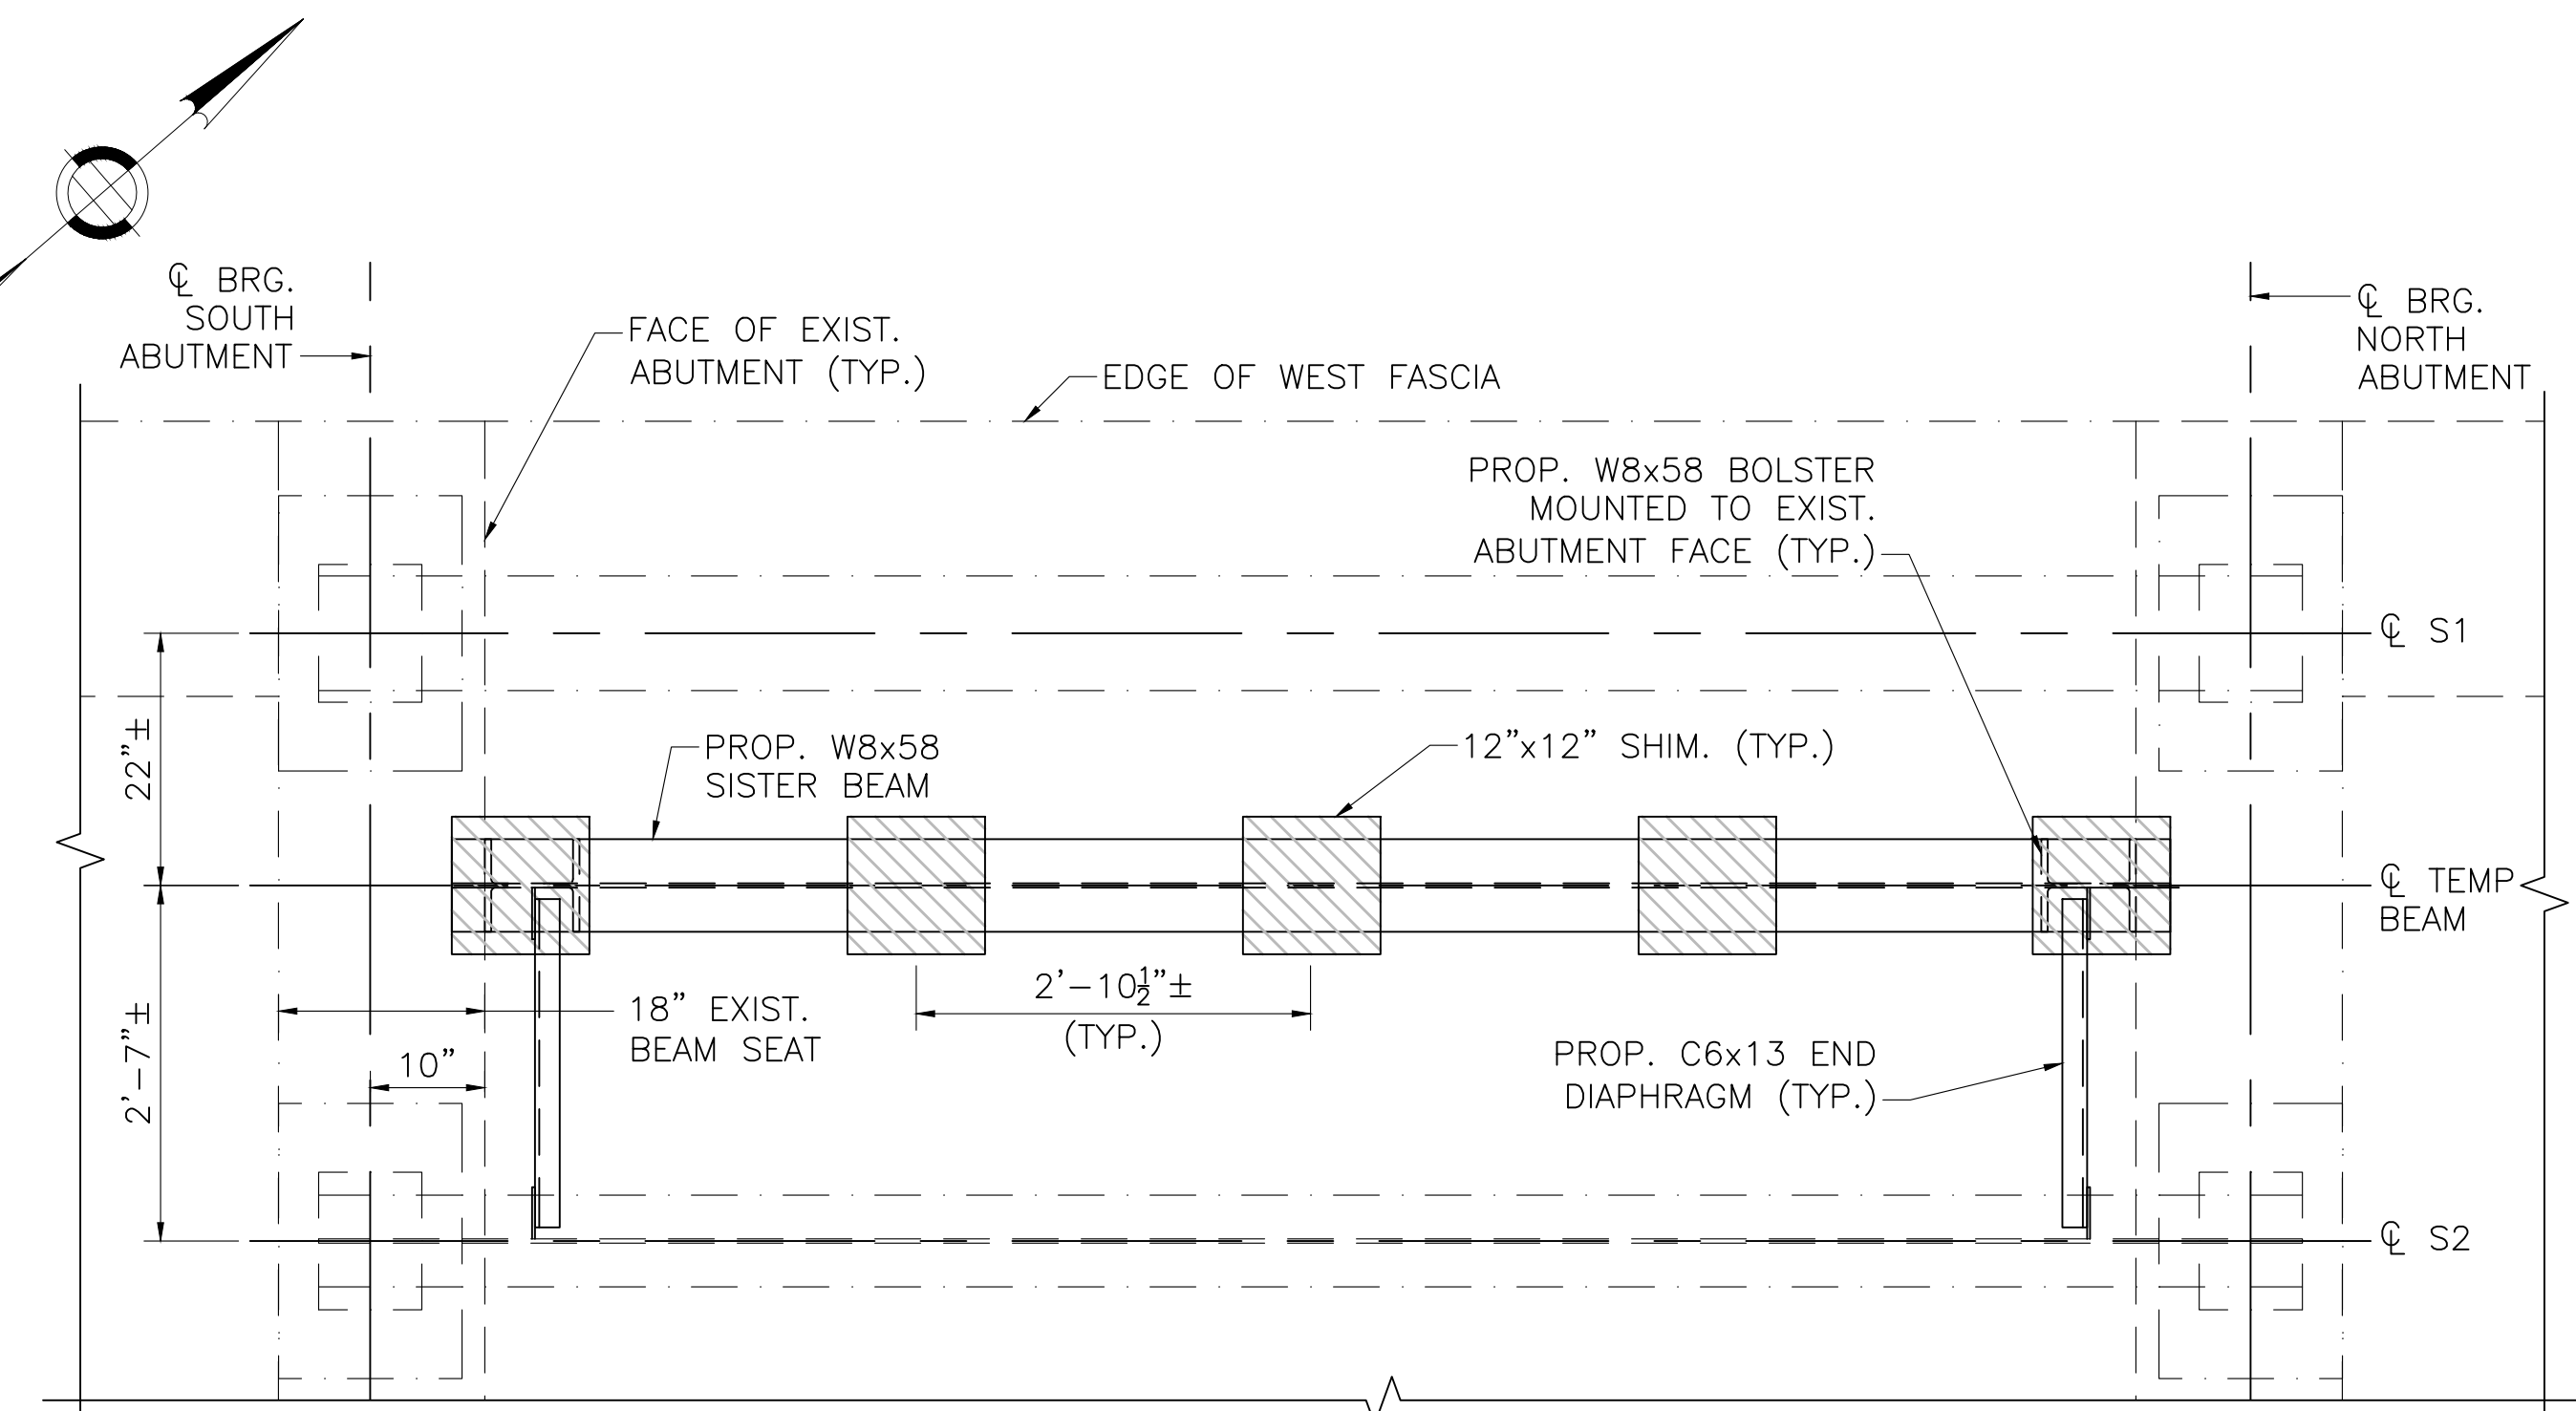 ℄ BRG.
SOUTH
ABUTMENT
FACE OF EXIST.
ABUTMENT (TYP.)
EDGE OF WEST FASCIA
℄ BRG.
NORTH
ABUTMENT
PROP. W8x58 BOLSTER
MOUNTED TO EXIST.
ABUTMENT FACE (TYP.)
℄ S1
22"±
PROP. W8x58
SISTER BEAM
12"x12" SHIM. (TYP.)
℄ TEMP
BEAM
2'-7"±
18" EXIST.
BEAM SEAT
10"
2'-10½"±
(TYP.)
PROP. C6x13 END
DIAPHRAGM (TYP.)
℄ S2